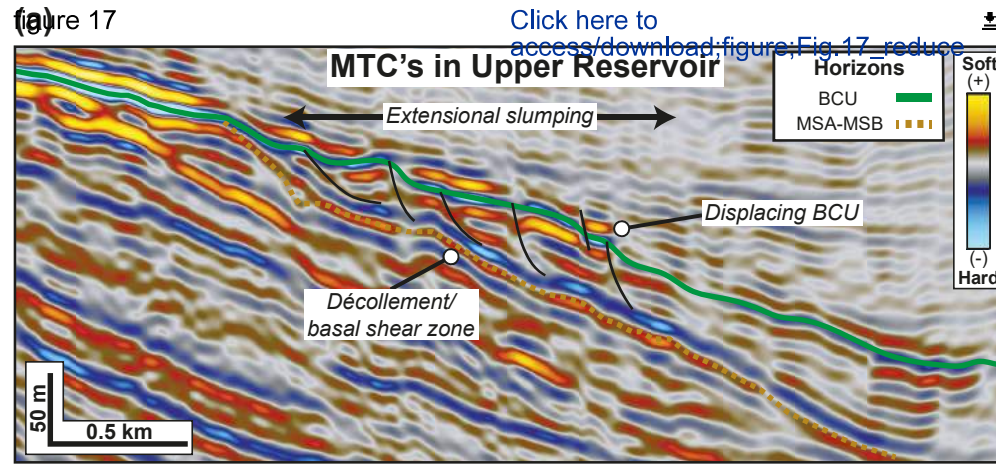 figure 17
(a)
Click here to
access/download;figure;Fig.17_reduce
MTC's in Upper Reservoir
Horizons
BCU
MSA-MSB
Soft
(+)
(-)
Hard
Extensional slumping
Displacing BCU
Décollement/
basal shear zone
50 m
0.5 km